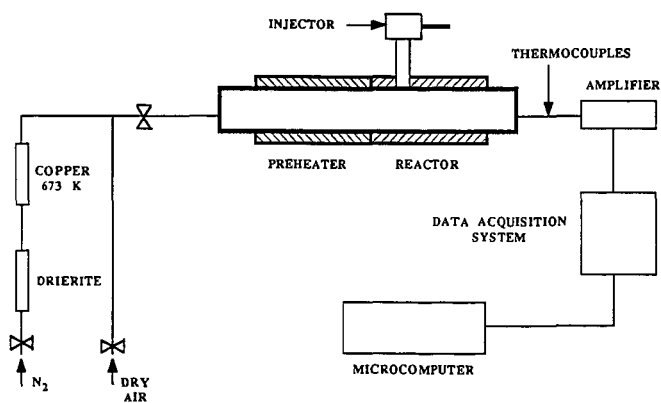 INJECTOR
THERMOCOUPLES
AMPLIFIER
PREHEATER
REACTOR
COPPER
673 K
DATA ACQUISITION
SYSTEM
DRIERITE
MICROCOMPUTER
N2
DRY
AIR